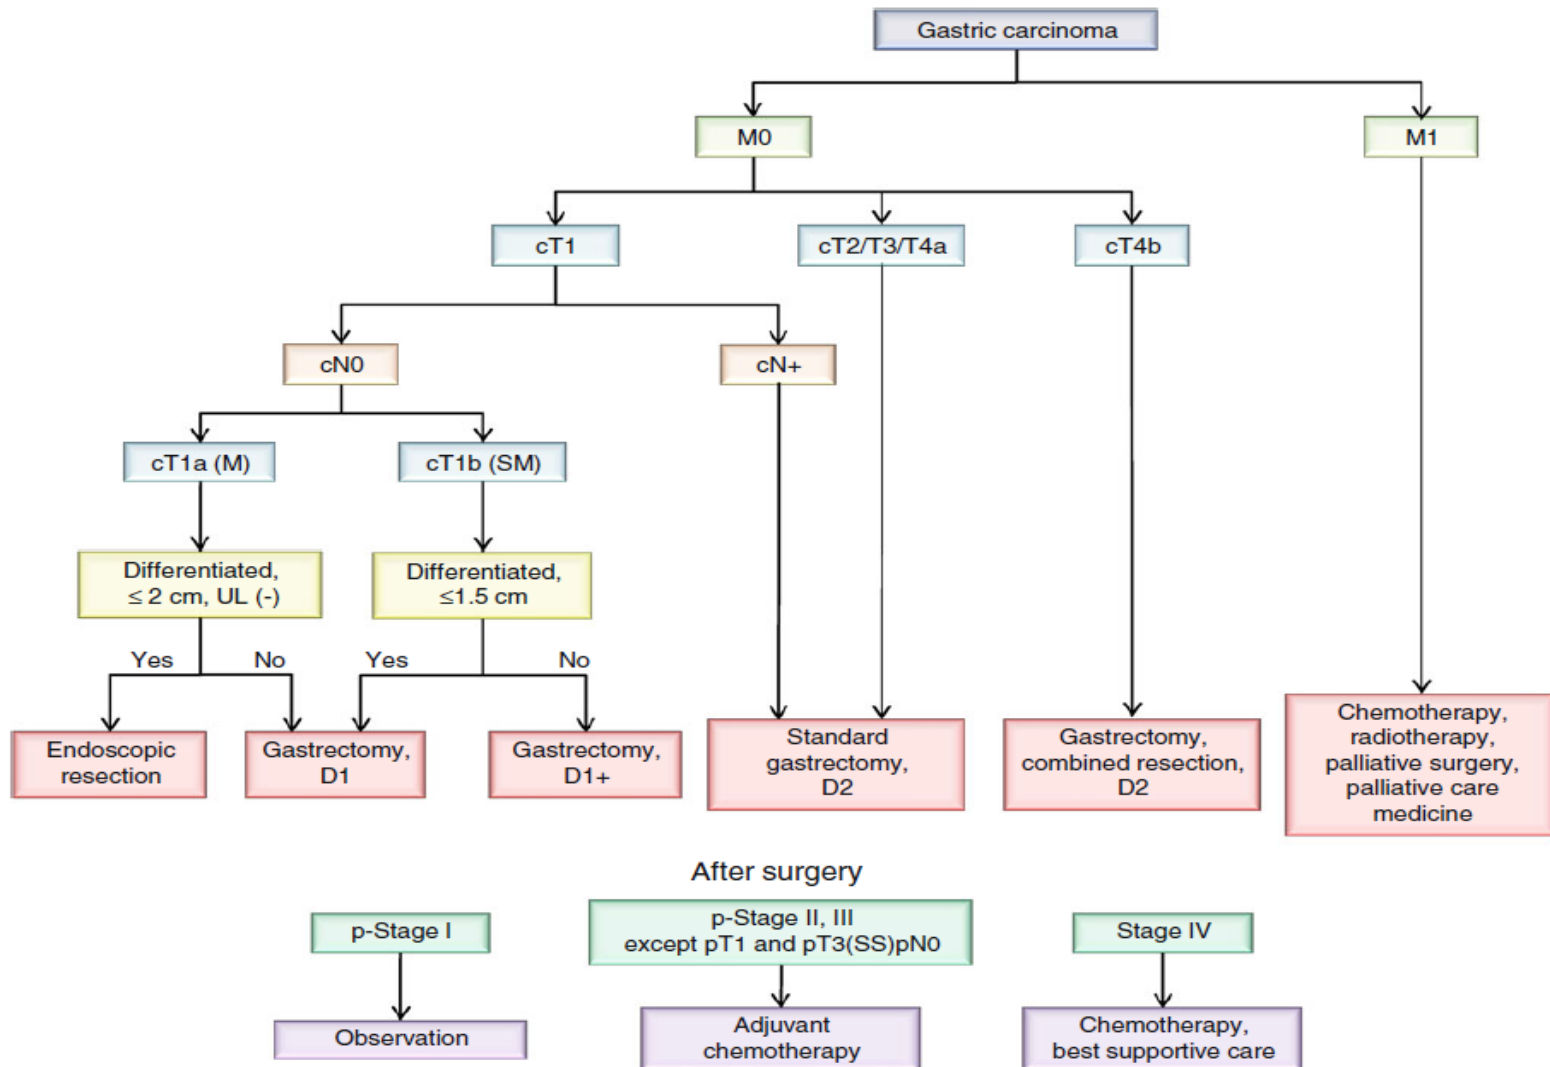 Gastric carcinoma
M0
M1
cT1
cT2/T3/T4a
cT4b
cN0
cN+
cT1a (M)
cT1b (SM)
Differentiated,
≤ 2 cm, UL (-)
Differentiated,
≤1.5 cm
Yes
No
Yes
No
Endoscopic
resection
Gastrectomy,
D1
Gastrectomy,
D1+
Standard
gastrectomy,
D2
Gastrectomy,
combined resection,
D2
Chemotherapy,
radiotherapy,
palliative surgery,
palliative care
medicine
After surgery
p-Stage I
p-Stage II, III
except pT1 and pT3(SS)pN0
Stage IV
Observation
Adjuvant
chemotherapy
Chemotherapy,
best supportive care